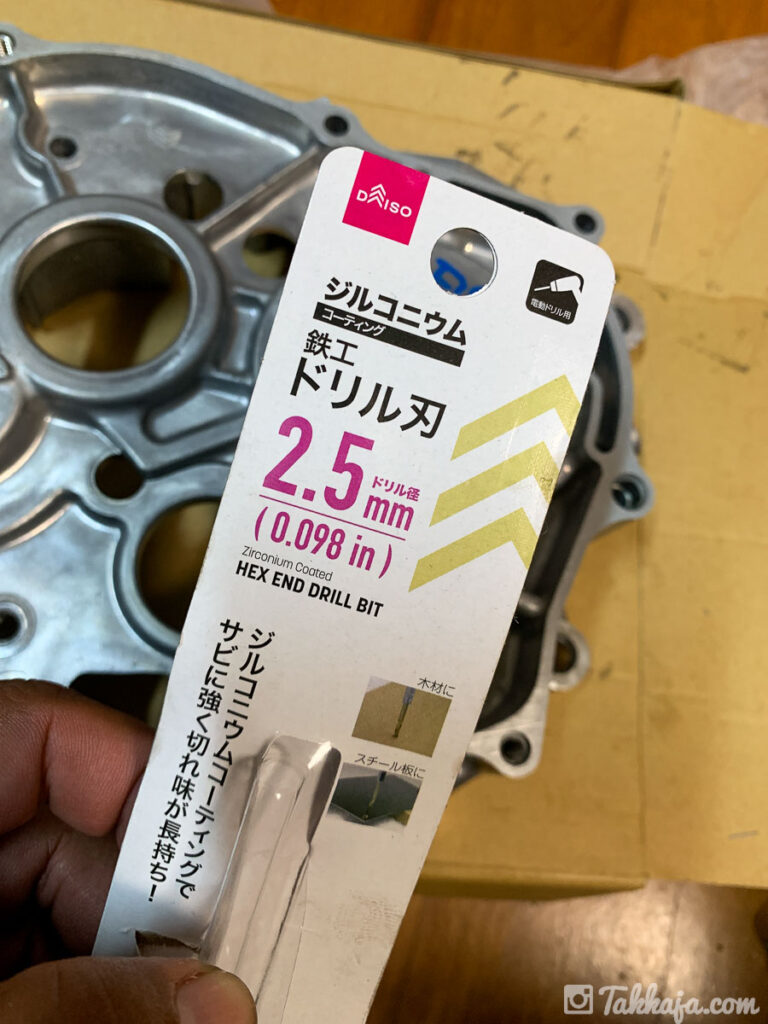 DAISO
電動ドリル用
ジルコニウム
コーティング
鉄工
ドリル刃
2.5mm ドリル径
(0.098 in)
Zirconium Coated
HEX END DRILL BIT
ジルコニウムコーティングで
サビに強く切れ味が長持ち!
木材に
スチール板に
Takkaja.com